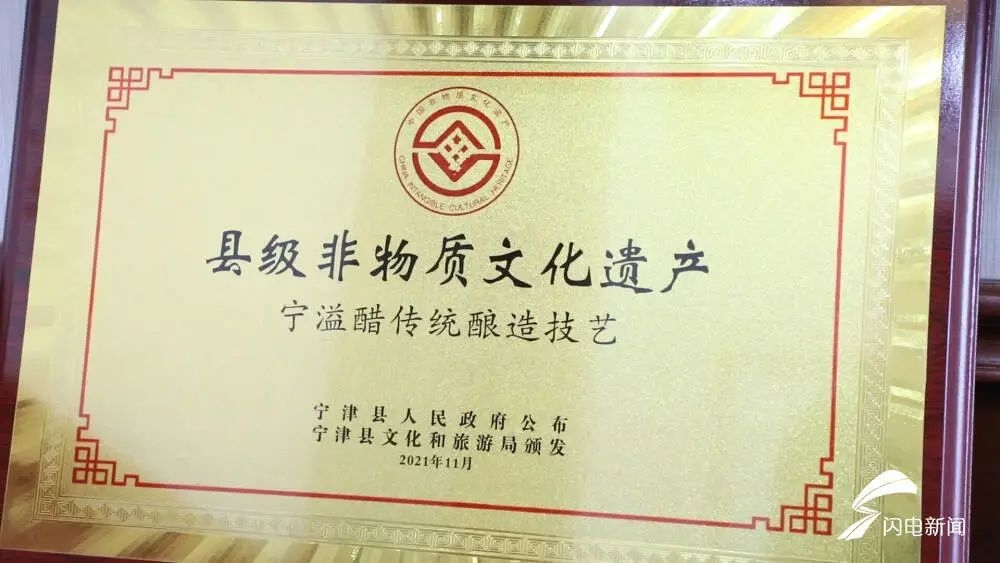 中国非物质文化遗产
CHINA INTANGIBLE CULTURAL HERITAGE
县级非物质文化遗产
宁溢醋传统酿造技艺
宁津县人民政府公布
宁津县文化和旅游局颁发
2021年11月
闪电新闻